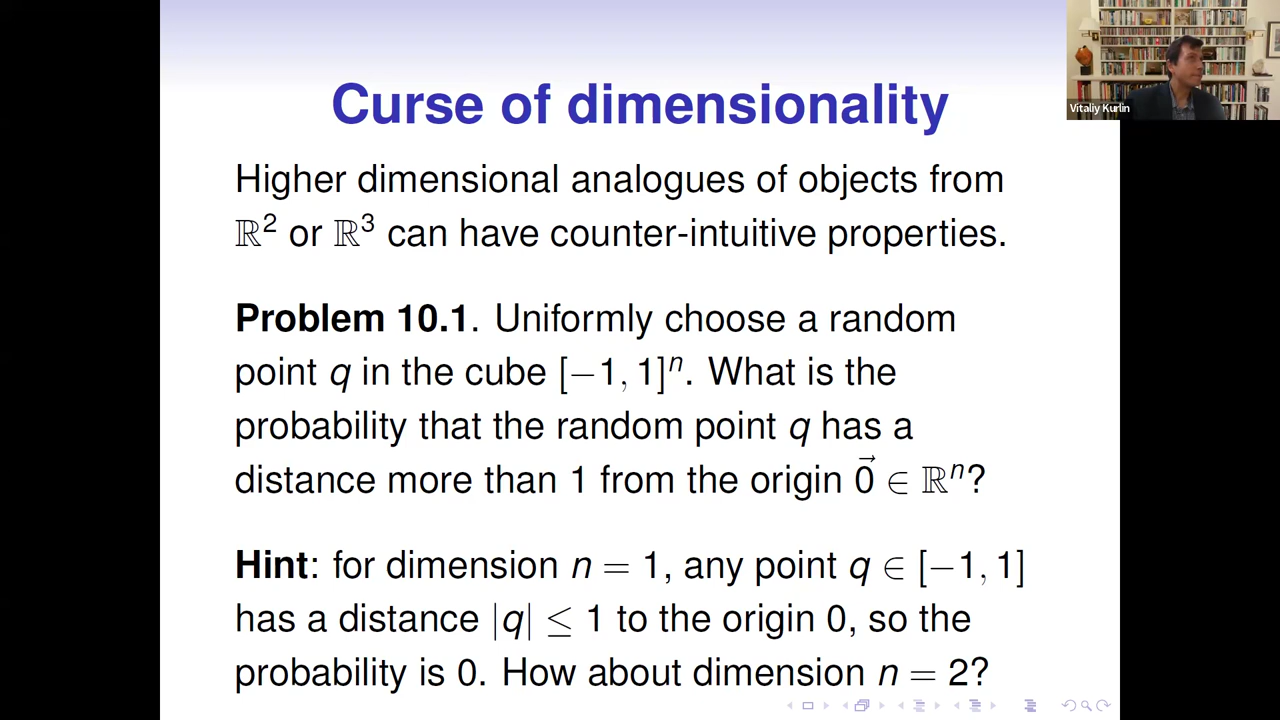 Curse of dimensionality
Vitaliy Kurlin
Higher dimensional analogues of objects from
ℝ² or ℝ³ can have counter-intuitive properties.
Problem 10.1. Uniformly choose a random
point q in the cube [−1, 1]ⁿ. What is the
probability that the random point q has a
distance more than 1 from the origin 0⃗ ∈ ℝⁿ?
Hint: for dimension n = 1, any point q ∈ [−1, 1]
has a distance |q| ≤ 1 to the origin 0, so the
probability is 0. How about dimension n = 2?